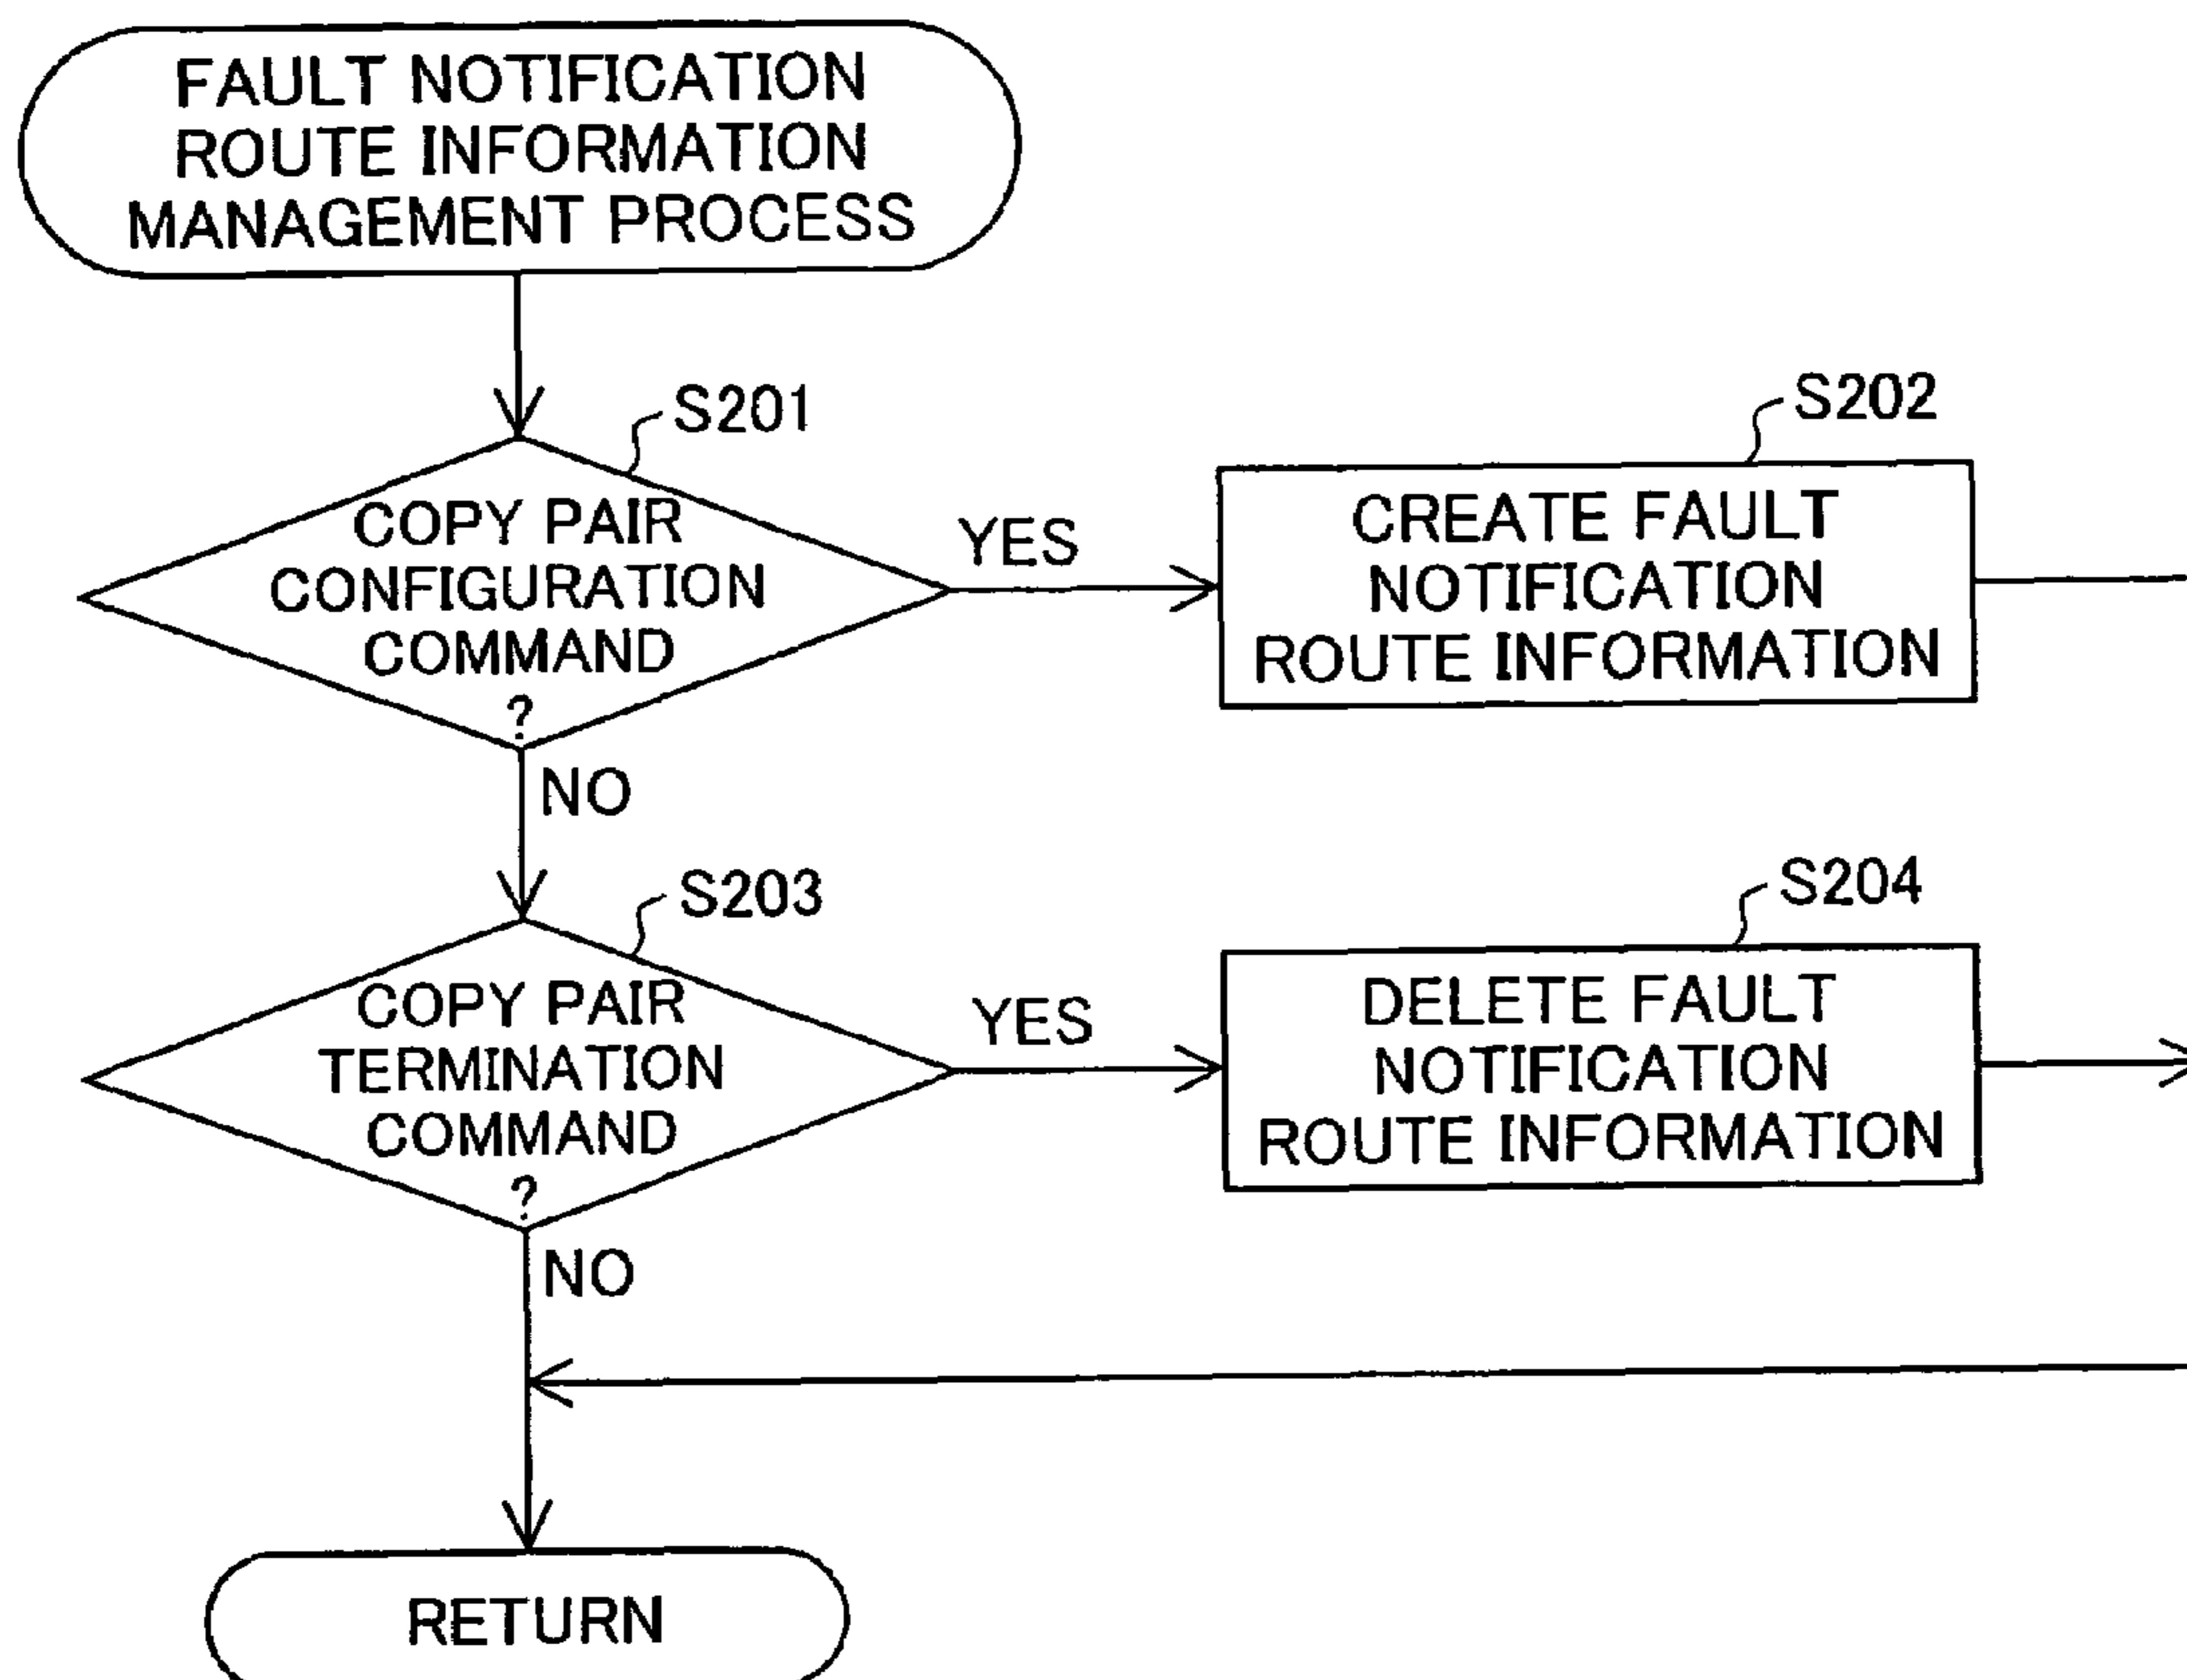 FAULT NOTIFICATION
ROUTE INFORMATION
MANAGEMENT PROCESS
S201
COPY PAIR
CONFIGURATION
COMMAND
?
YES
S202
CREATE FAULT
NOTIFICATION
ROUTE INFORMATION
NO
S203
COPY PAIR
TERMINATION
COMMAND
?
YES
S204
DELETE FAULT
NOTIFICATION
ROUTE INFORMATION
NO
RETURN